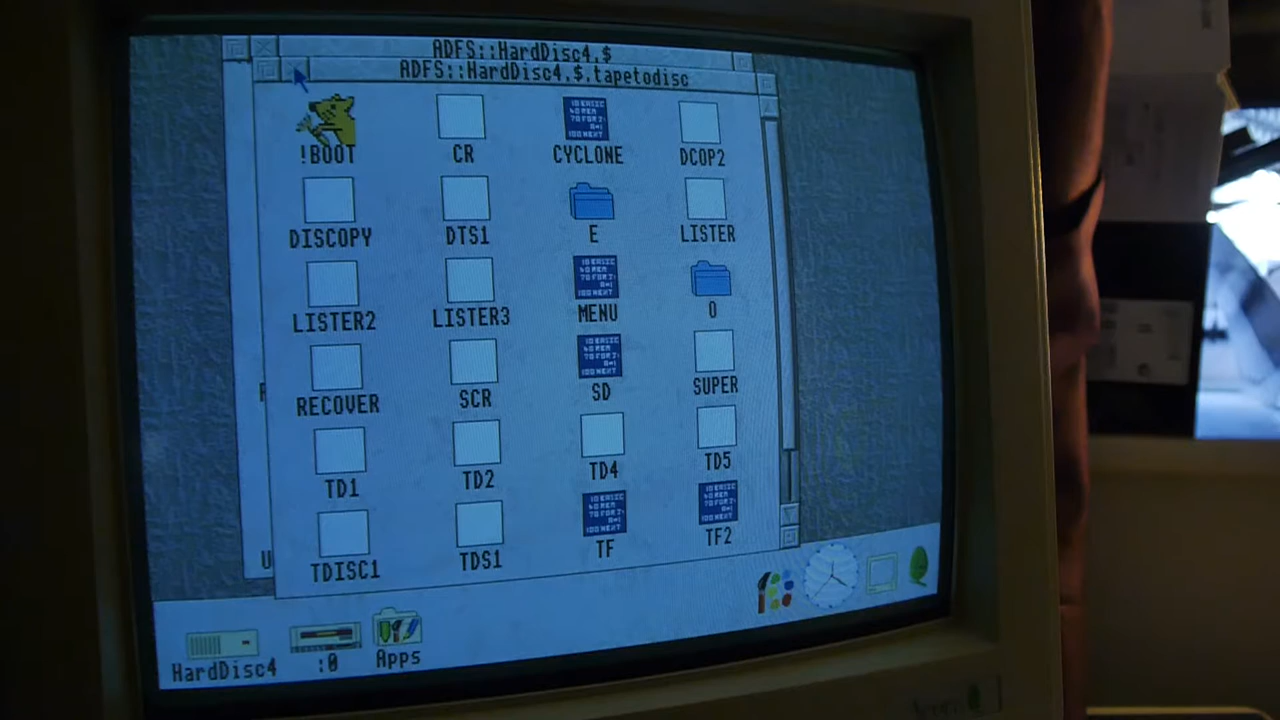 ADFS::HardDisc4.$
ADFS::HardDisc4.$.tapetodisc
!BOOT CR CYCLONE DCOP2
DISCOPY DTS1 E LISTER
LISTER2 LISTER3 MENU O
RECOVER SCR SD SUPER
TD1 TD2 TD4 TD5
TDISC1 TDS1 TF TF2
HardDisc4 :0 Apps